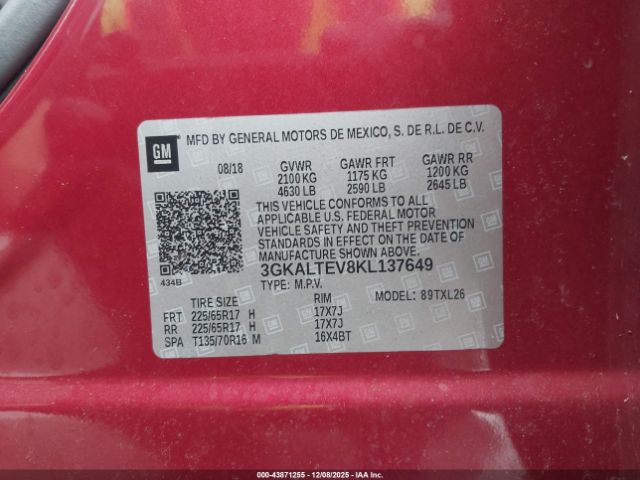 GM
MFD BY GENERAL MOTORS DE MEXICO, S. DE R.L. DE C.V.
08/18 GVWR GAWR FRT GAWR RR
2100 KG 1175 KG 1200 KG
4630 LB 2590 LB 2645 LB
THIS VEHICLE CONFORMS TO ALL
APPLICABLE U.S. FEDERAL MOTOR
VEHICLE SAFETY AND THEFT PREVENTION
STANDARDS IN EFFECT ON THE DATE OF
MANUFACTURE SHOWN ABOVE.
434B
3GKALTEV8KL137649
TYPE: M.P.V. MODEL: 89TXL26
TIRE SIZE RIM
FRT 225/65R17 H 17X7J
RR 225/65R17 H 17X7J
SPA T135/70R16 M 16X4BT
000-43871255 - 12/08/2025 - IAA Inc.